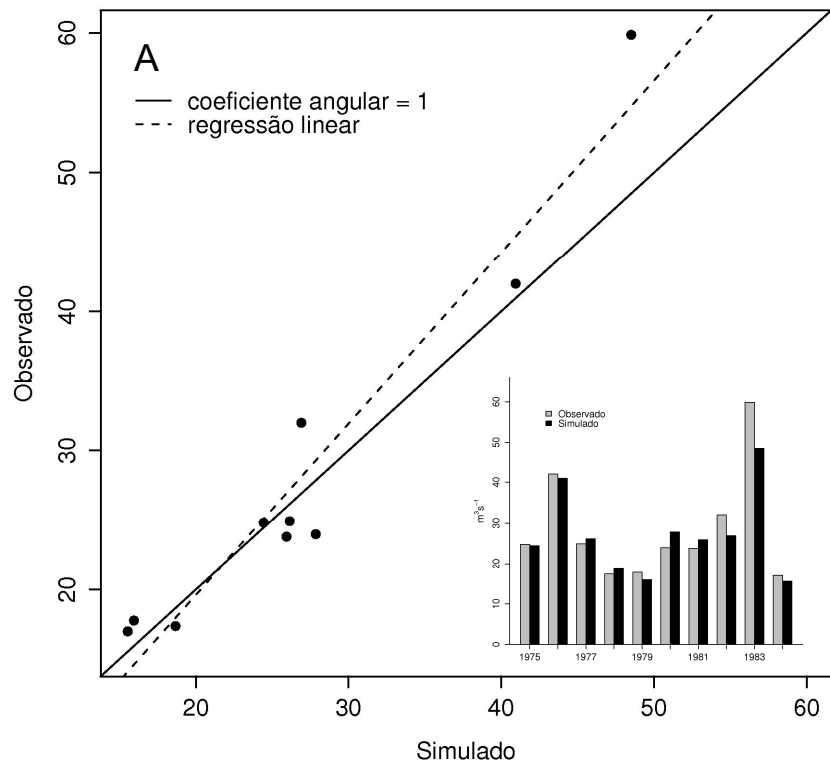 A
coeficiente angular = 1
regressão linear
Observado
60
50
40
30
20
20 30 40 50 60
Simulado
Observado
Simulado
m³s⁻¹
60
50
40
30
20
10
0
1975 1977 1979 1981 1983